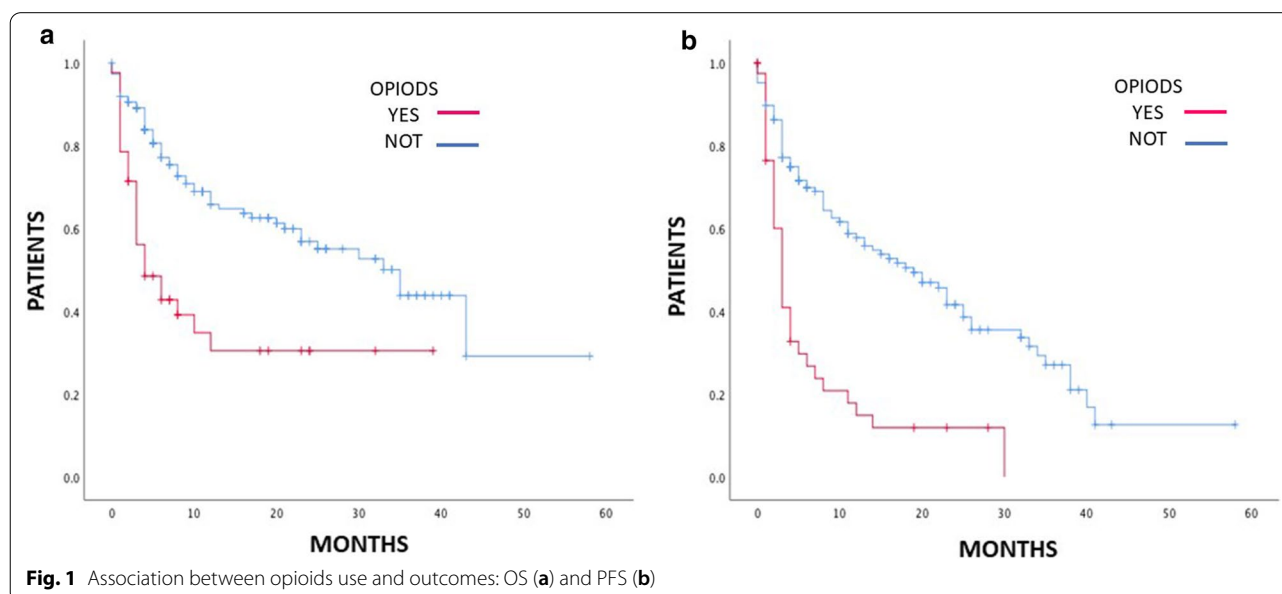 a
OPIODS
YES
NOT
1.0
0.8
0.6
0.4
0.2
0.0
PATIENTS
0 10 20 30 40 50 60
MONTHS
b
OPIODS
YES
NOT
1.0
0.8
0.6
0.4
0.2
0.0
PATIENTS
0 10 20 30 40 50 60
MONTHS
Fig. 1 Association between opioids use and outcomes: OS (a) and PFS (b)